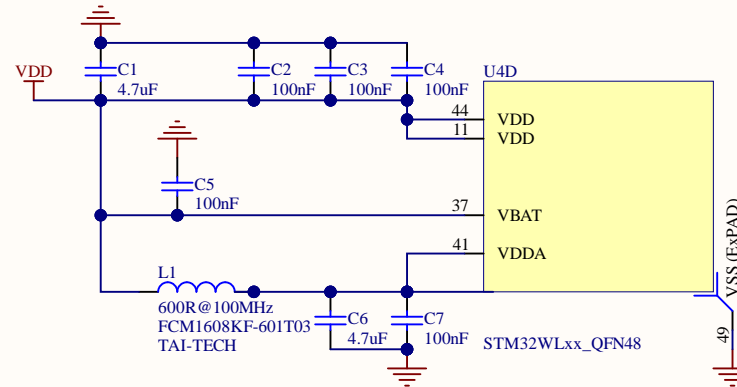 VDD
C1
4.7uF
C2
100nF
C3
100nF
C4
100nF
U4D
44
VDD
11
VDD
C5
100nF
37
VBAT
41
VDDA
VSS (ExPAD)
49
L1
600R@100MHz
FCM1608KF-601T03
TAI-TECH
C6
4.7uF
C7
100nF
STM32WLxx_QFN48